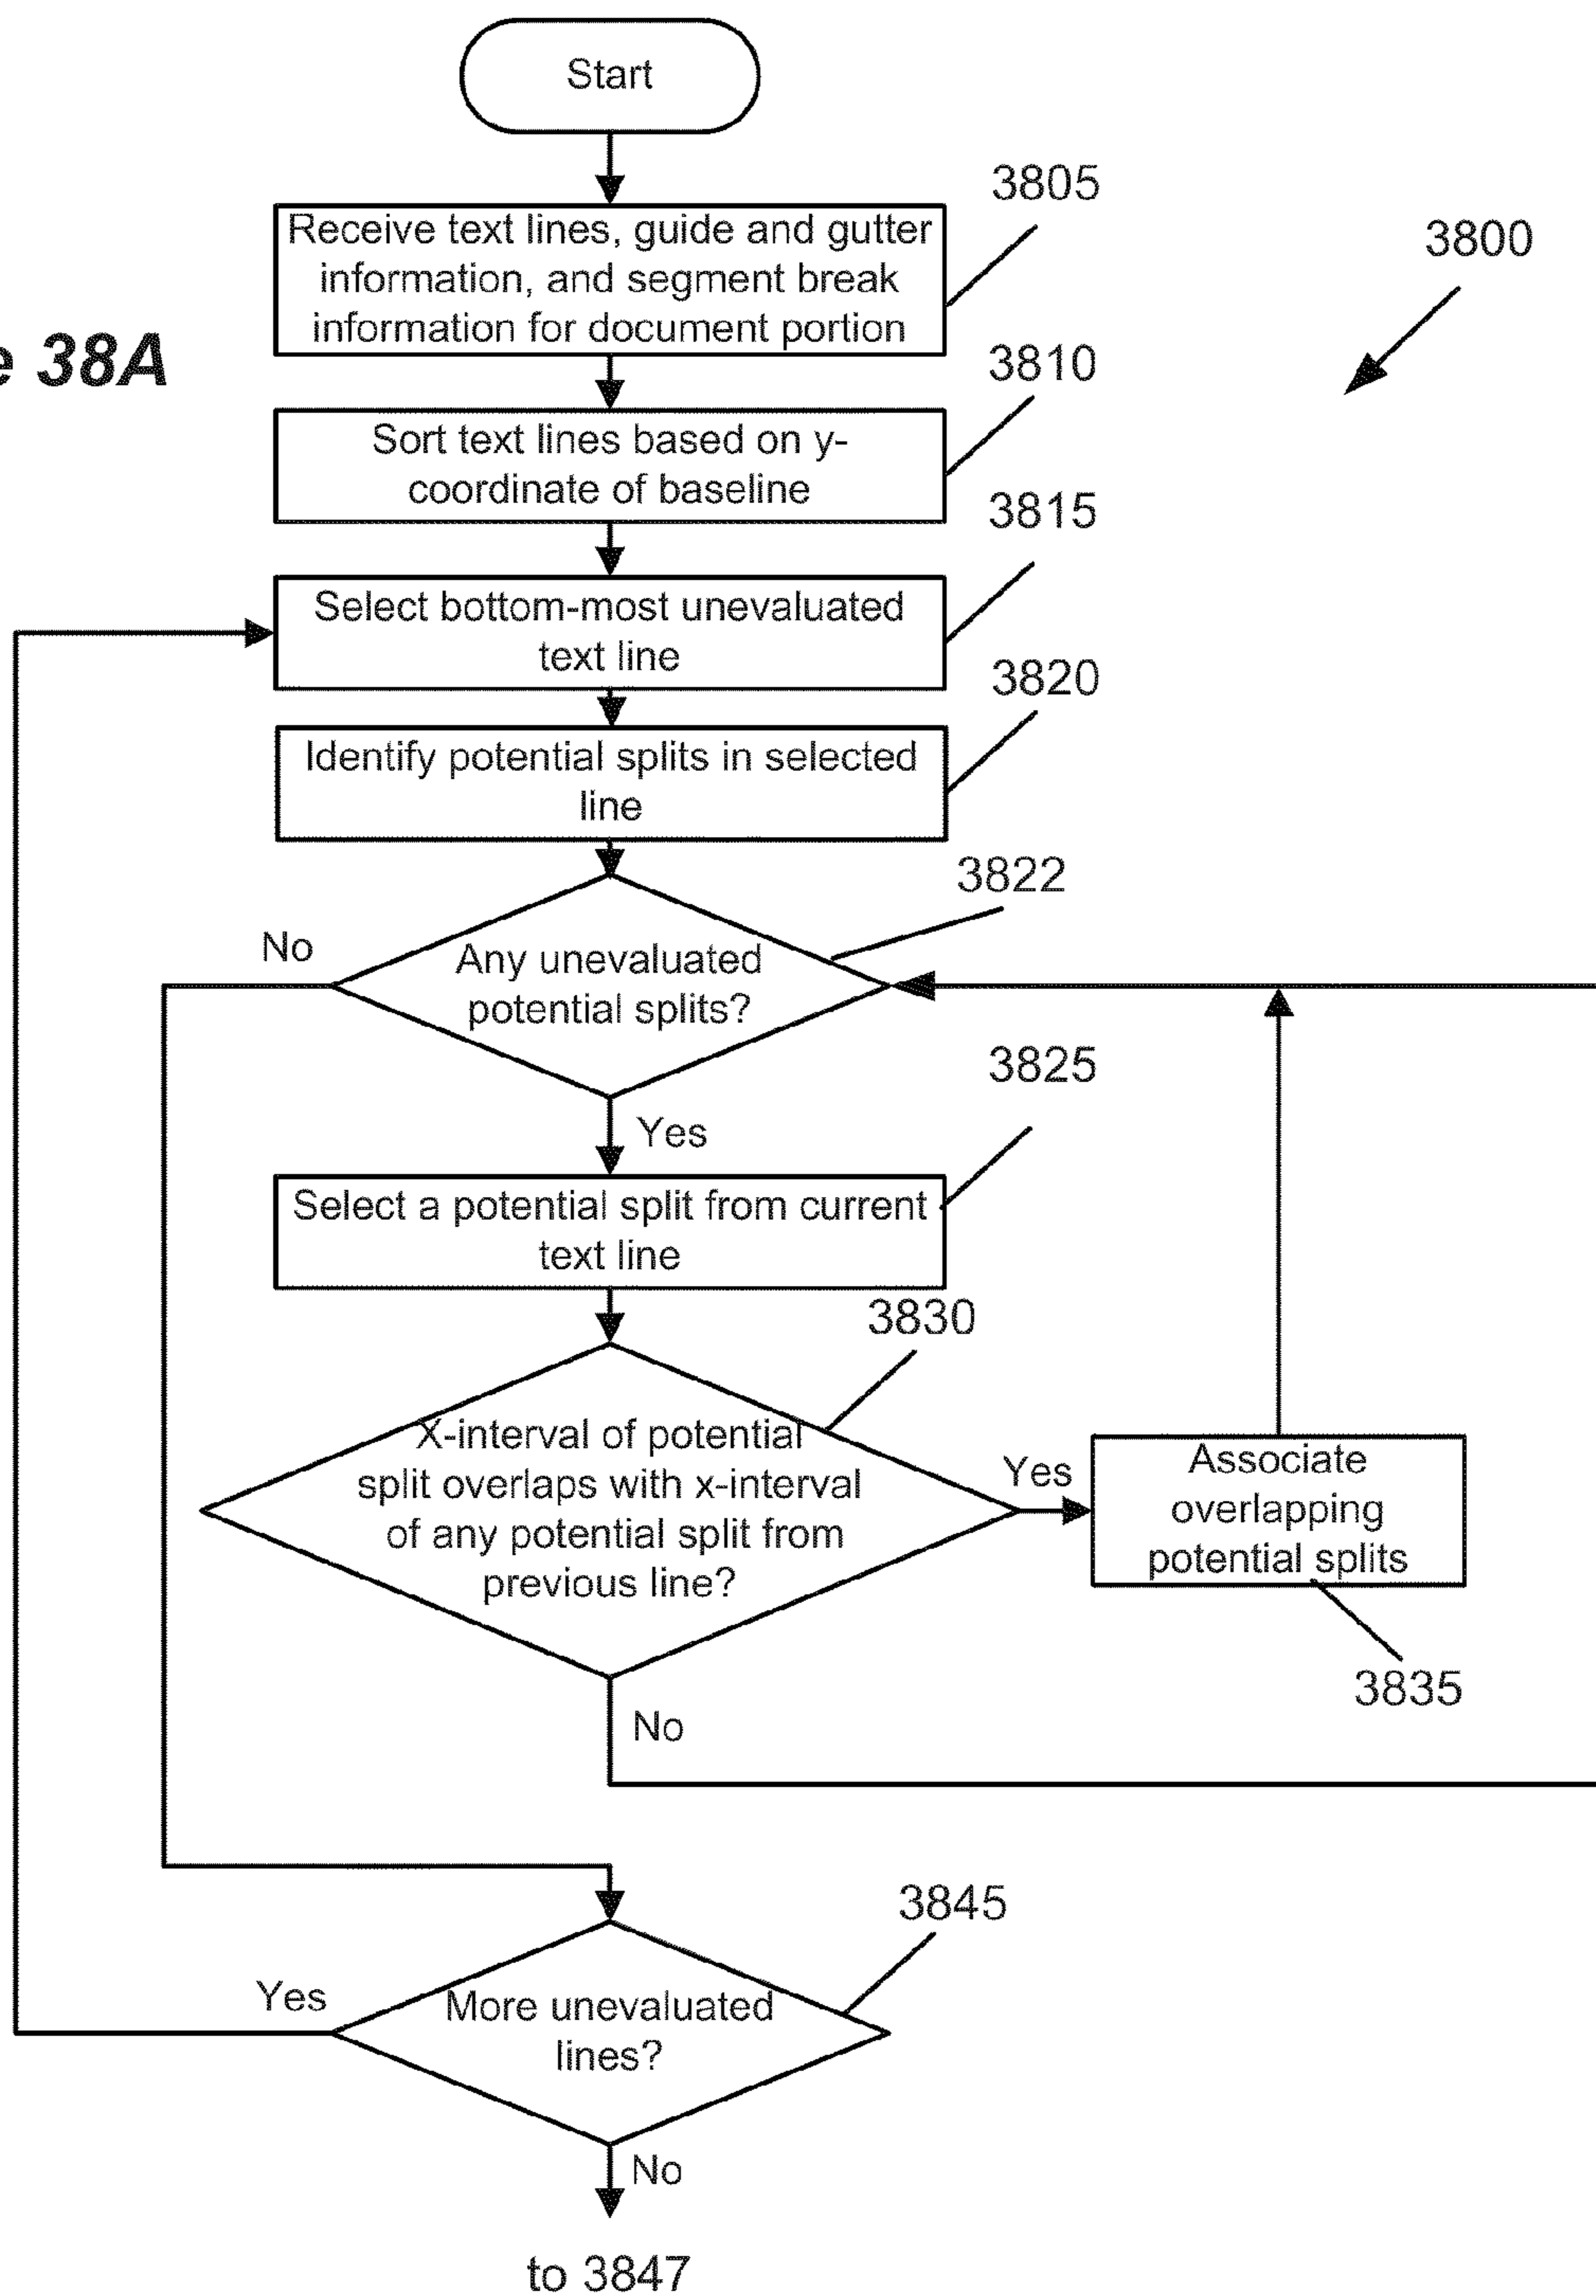 Start
3805
Receive text lines, guide and gutter
information, and segment break
information for document portion
3800
e 38A
3810
Sort text lines based on y-
coordinate of baseline
3815
Select bottom-most unevaluated
text line
3820
Identify potential splits in selected
line
3822
No
Any unevaluated
potential splits?
3825
Yes
Select a potential split from current
text line
3830
X-interval of potential
split overlaps with x-interval
of any potential split from
previous line?
Yes
Associate
overlapping
potential splits
3835
No
3845
Yes
More unevaluated
lines?
No
to 3847